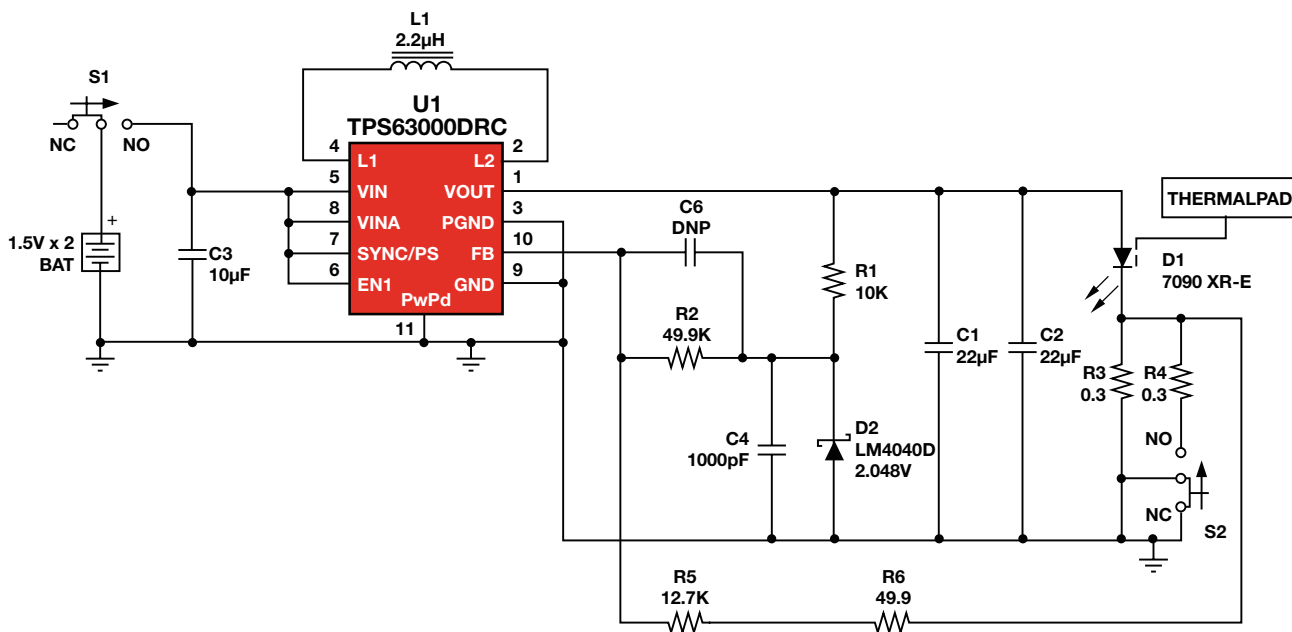 L1
2.2µH
S1
NC
NO
U1
TPS63000DRC
4
L1
L2
2
5
VIN
VOUT
1
8
VINA
PGND
3
7
SYNC/PS
FB
10
6
EN1
GND
9
PwPd
11
+
1.5V x 2
BAT
C3
10µF
C6
DNP
R2
49.9K
R1
10K
C4
1000pF
D2
LM4040D
2.048V
C1
22µF
C2
22µF
THERMALPAD
D1
7090 XR-E
R3
0.3
R4
0.3
NO
NC
S2
R5
12.7K
R6
49.9